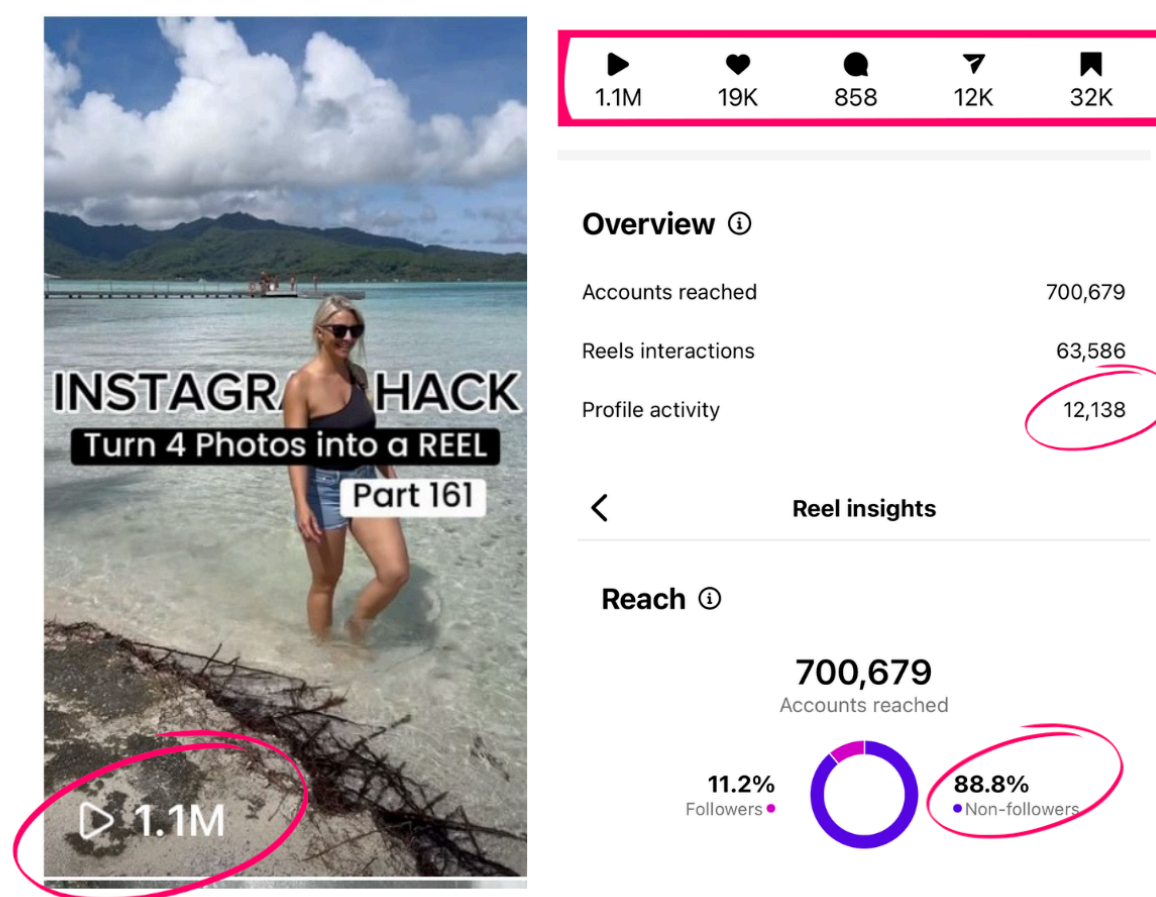 INSTAGRA HACK
Turn 4 Photos into a REEL
Part 161
1.1M
1.1M 19K 858 12K 32K
Overview
Accounts reached 700,679
Reels interactions 63,586
Profile activity 12,138
Reel insights
Reach
700,679
Accounts reached
11.2% 88.8%
Followers Non-followers